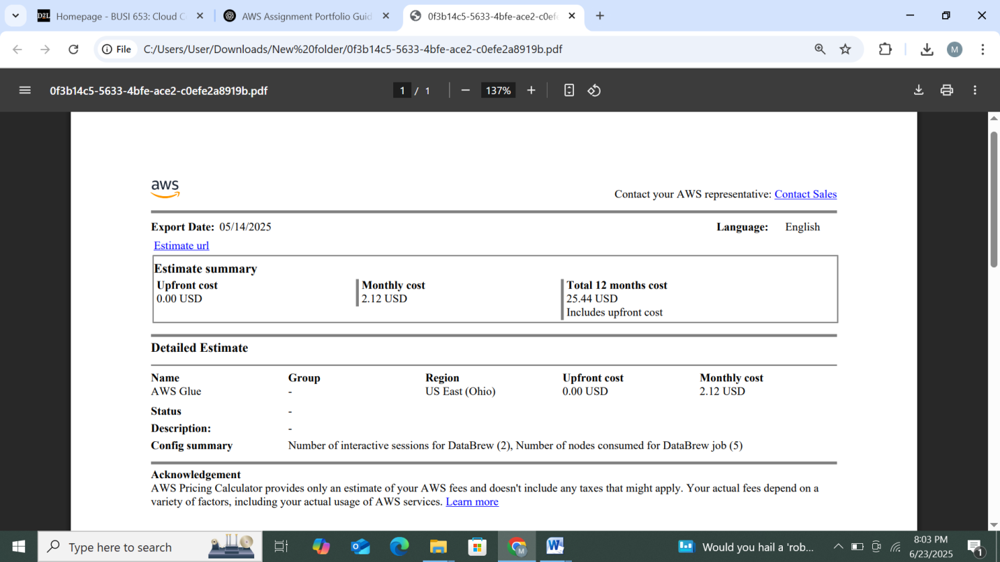 D2L Homepage - BUSI 653: Cloud C
AWS Assignment Portfolio Guid
0f3b14c5-5633-4bfe-ace2-c0ef
File C:/Users/User/Downloads/New%20folder/0f3b14c5-5633-4bfe-ace2-c0efe2a8919b.pdf
M
0f3b14c5-5633-4bfe-ace2-c0efe2a8919b.pdf 1 / 1 137%
aws
Contact your AWS representative: Contact Sales
Export Date: 05/14/2025 Language: English
Estimate url
Estimate summary
Upfront cost Monthly cost Total 12 months cost
0.00 USD 2.12 USD 25.44 USD
Includes upfront cost
Detailed Estimate
Name Group Region Upfront cost Monthly cost
AWS Glue - US East (Ohio) 0.00 USD 2.12 USD
Status -
Description: -
Config summary Number of interactive sessions for DataBrew (2), Number of nodes consumed for DataBrew job (5)
Acknowledgement
AWS Pricing Calculator provides only an estimate of your AWS fees and doesn't include any taxes that might apply. Your actual fees depend on a
variety of factors, including your actual usage of AWS services. Learn more
Type here to search
M
W
Would you hail a 'rob...
8:03 PM
6/23/2025
1